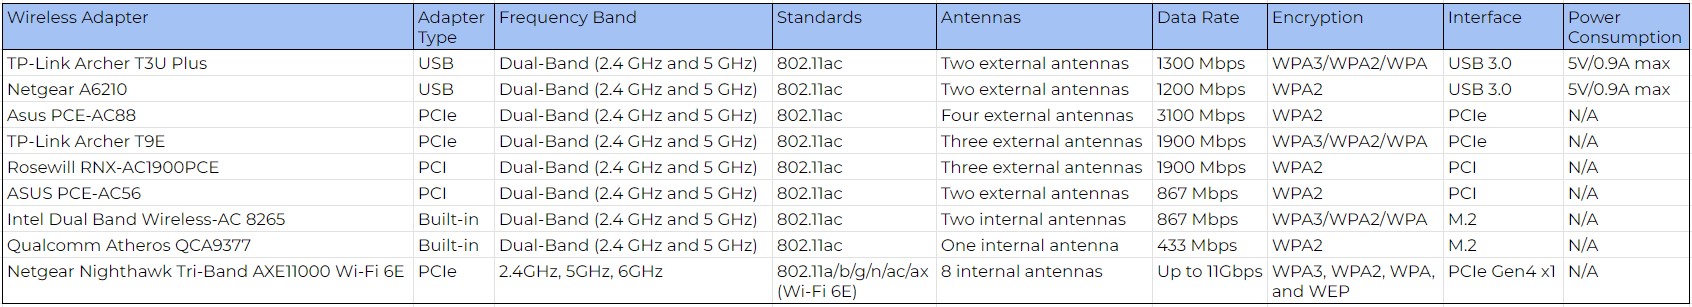 Wireless Adapter Adapter Type Frequency Band Standards Antennas Data Rate Encryption Interface Power Consumption
TP-Link Archer T3U Plus USB Dual-Band (2.4 GHz and 5 GHz) 802.11ac Two external antennas 1300 Mbps WPA3/WPA2/WPA USB 3.0 5V/0.9A max
Netgear A6210 USB Dual-Band (2.4 GHz and 5 GHz) 802.11ac Two external antennas 1200 Mbps WPA2 USB 3.0 5V/0.9A max
Asus PCE-AC88 PCIe Dual-Band (2.4 GHz and 5 GHz) 802.11ac Four external antennas 3100 Mbps WPA2 PCIe N/A
TP-Link Archer T9E PCIe Dual-Band (2.4 GHz and 5 GHz) 802.11ac Three external antennas 1900 Mbps WPA3/WPA2/WPA PCIe N/A
Rosewill RNX-AC1900PCE PCI Dual-Band (2.4 GHz and 5 GHz) 802.11ac Three external antennas 1900 Mbps WPA2 PCI N/A
ASUS PCE-AC56 PCI Dual-Band (2.4 GHz and 5 GHz) 802.11ac Two external antennas 867 Mbps WPA2 PCI N/A
Intel Dual Band Wireless-AC 8265 Built-in Dual-Band (2.4 GHz and 5 GHz) 802.11ac Two internal antennas 867 Mbps WPA3/WPA2/WPA M.2 N/A
Qualcomm Atheros QCA9377 Built-in Dual-Band (2.4 GHz and 5 GHz) 802.11ac One internal antenna 433 Mbps WPA2 M.2 N/A
Netgear Nighthawk Tri-Band AXE11000 Wi-Fi 6E PCIe 2.4GHz, 5GHz, 6GHz 802.11a/b/g/n/ac/ax (Wi-Fi 6E) 8 internal antennas Up to 11Gbps WPA3, WPA2, WPA, and WEP PCIe Gen4 x1 N/A